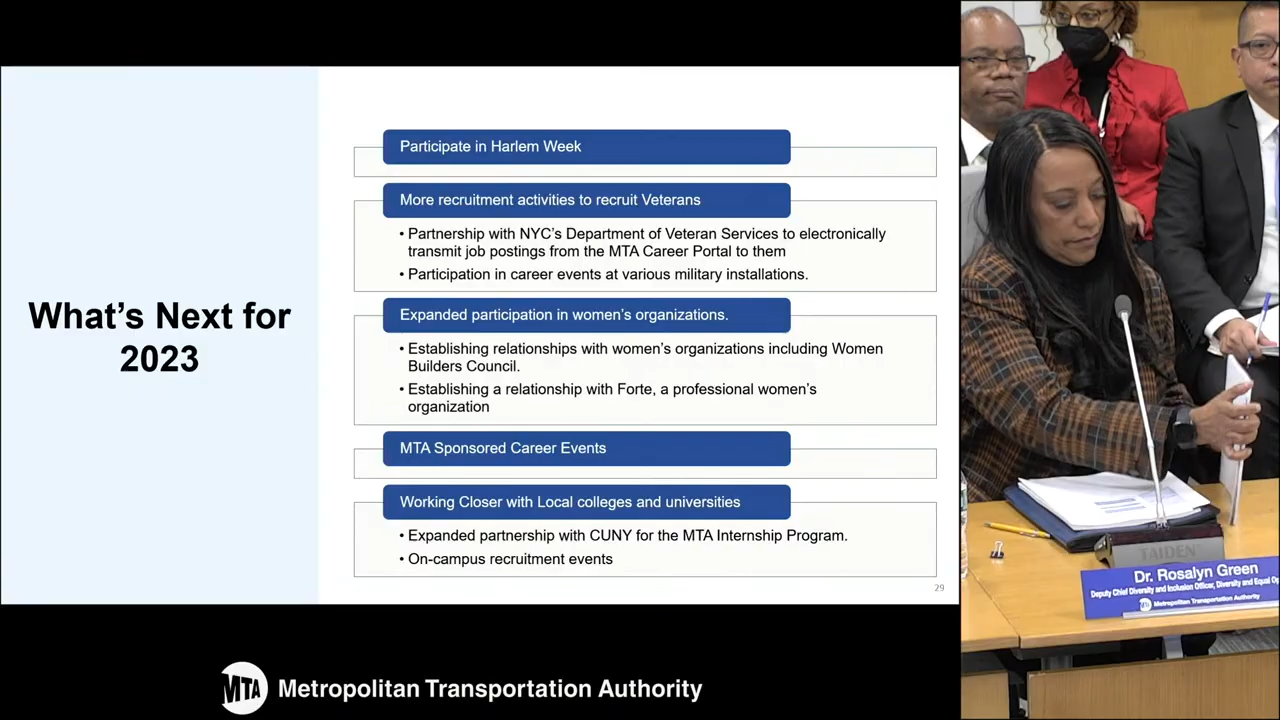 What's Next for
2023
Participate in Harlem Week
More recruitment activities to recruit Veterans
• Partnership with NYC's Department of Veteran Services to electronically
transmit job postings from the MTA Career Portal to them
• Participation in career events at various military installations.
Expanded participation in women's organizations.
• Establishing relationships with women's organizations including Women
Builders Council.
• Establishing a relationship with Forte, a professional women's
organization
MTA Sponsored Career Events
Working Closer with Local colleges and universities
• Expanded partnership with CUNY for the MTA Internship Program.
• On-campus recruitment events
29
MTA Metropolitan Transportation Authority
TAIDEN
Dr. Rosalyn Green
Deputy Chief Diversity and Inclusion Officer, Diversity and Equal Op
Metropolitan Transportation Authority